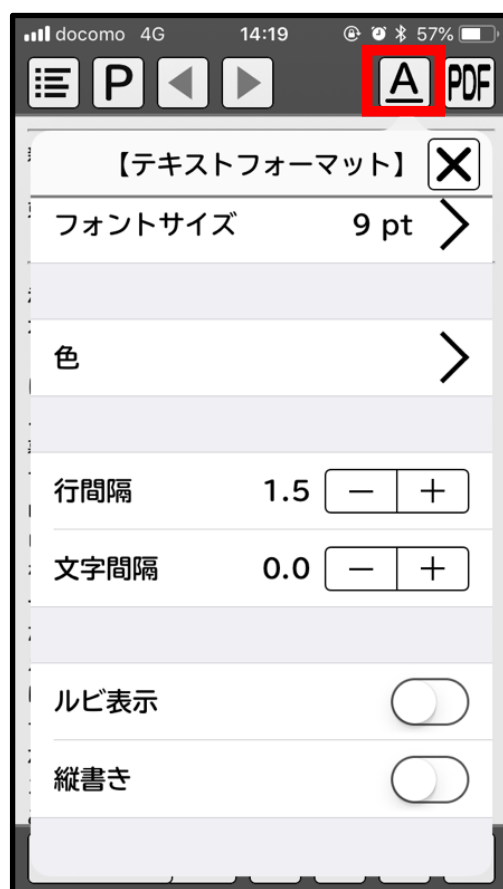 docomo 4G 14:19 57%
P A PDF
【テキストフォーマット】
フォントサイズ 9 pt
色
行間隔 1.5 － ＋
文字間隔 0.0 － ＋
ルビ表示
縦書き